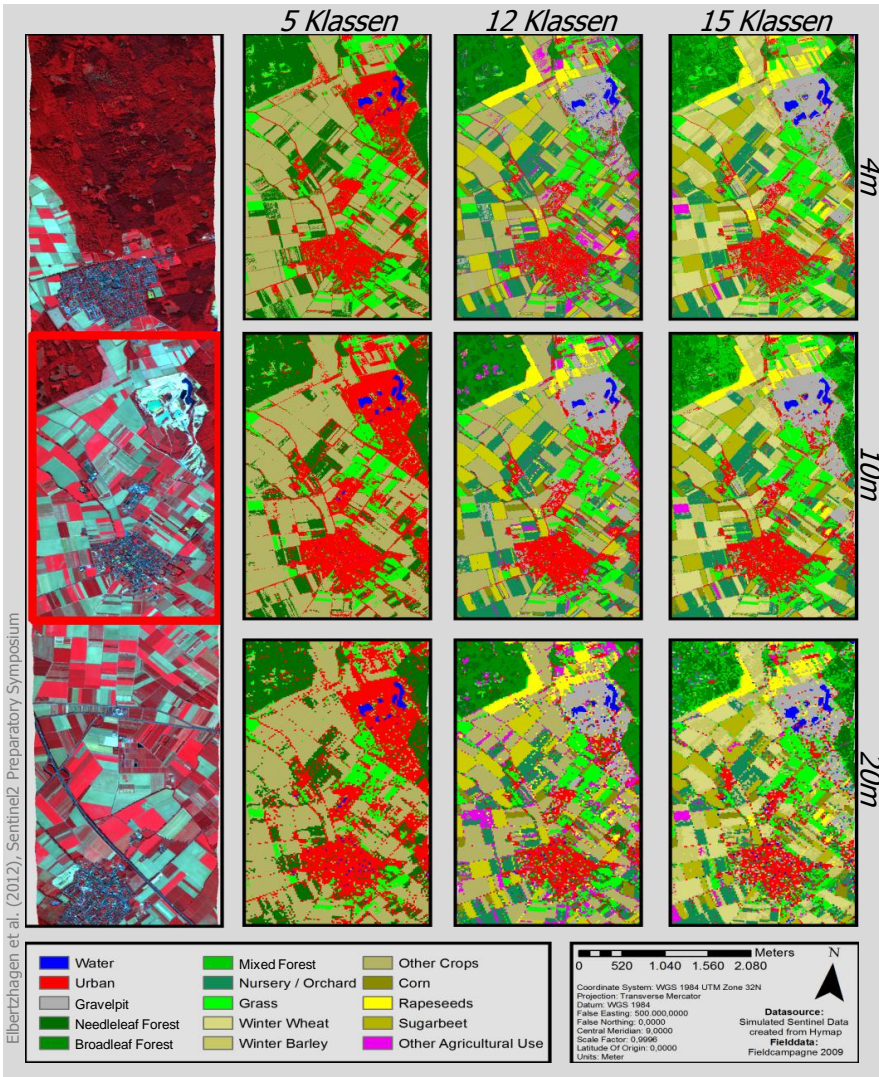 5 Klassen
12 Klassen
15 Klassen
4m
10m
20m
Elbertzhagen et al. (2012), Sentinel2 Preparatory Symposium
Water
Urban
Gravelpit
Needleleaf Forest
Broadleaf Forest
Mixed Forest
Nursery / Orchard
Grass
Winter Wheat
Winter Barley
Other Crops
Corn
Rapeseeds
Sugarbeet
Other Agricultural Use
Meters
0 520 1.040 1.560 2.080
N
Coordinate System: WGS 1984 UTM Zone 32N
Projection: Transverse Mercator
Datum: WGS 1984
False Easting: 500.000,0000
False Northing: 0,0000
Central Meridian: 9,0000
Scale Factor: 0,9996
Latitude Of Origin: 0,0000
Units: Meter
Datasource:
Simulated Sentinel Data
created from Hymap
Fielddata:
Fieldcampagne 2009